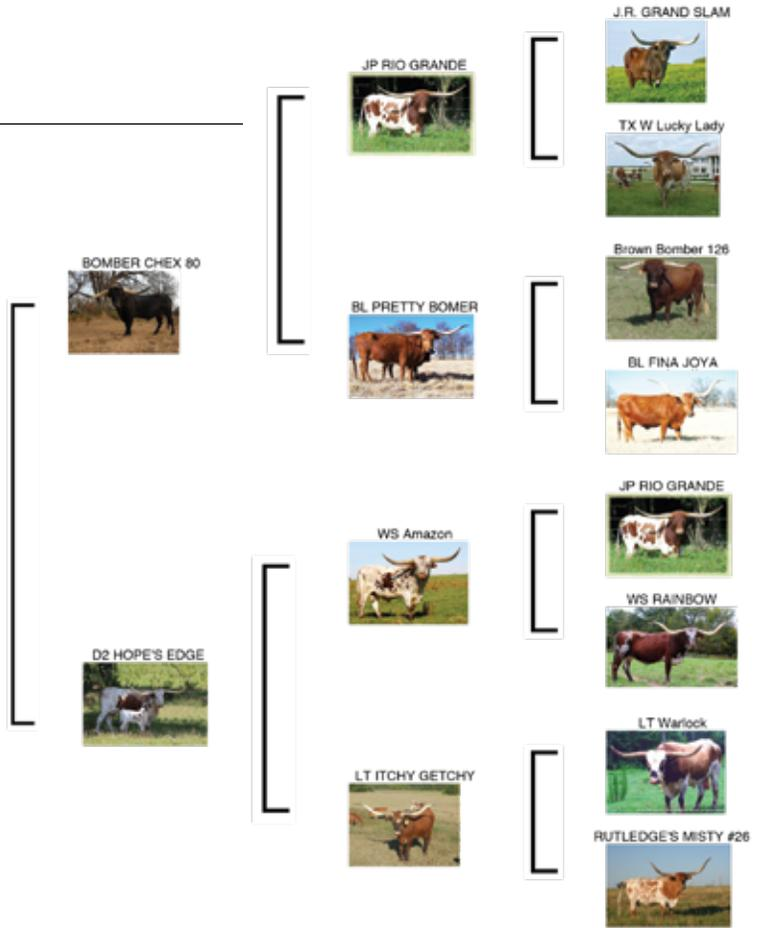 J.R. GRAND SLAM
JP RIO GRANDE
TX W Lucky Lady
BOMBER CHEX 80
Brown Bomber 126
BL PRETTY BOMER
BL FINA JOYA
JP RIO GRANDE
WS Amazon
WS RAINBOW
D2 HOPE'S EDGE
LT Warlock
LT ITCHY GETCHY
RUTLEDGE'S MISTY #26